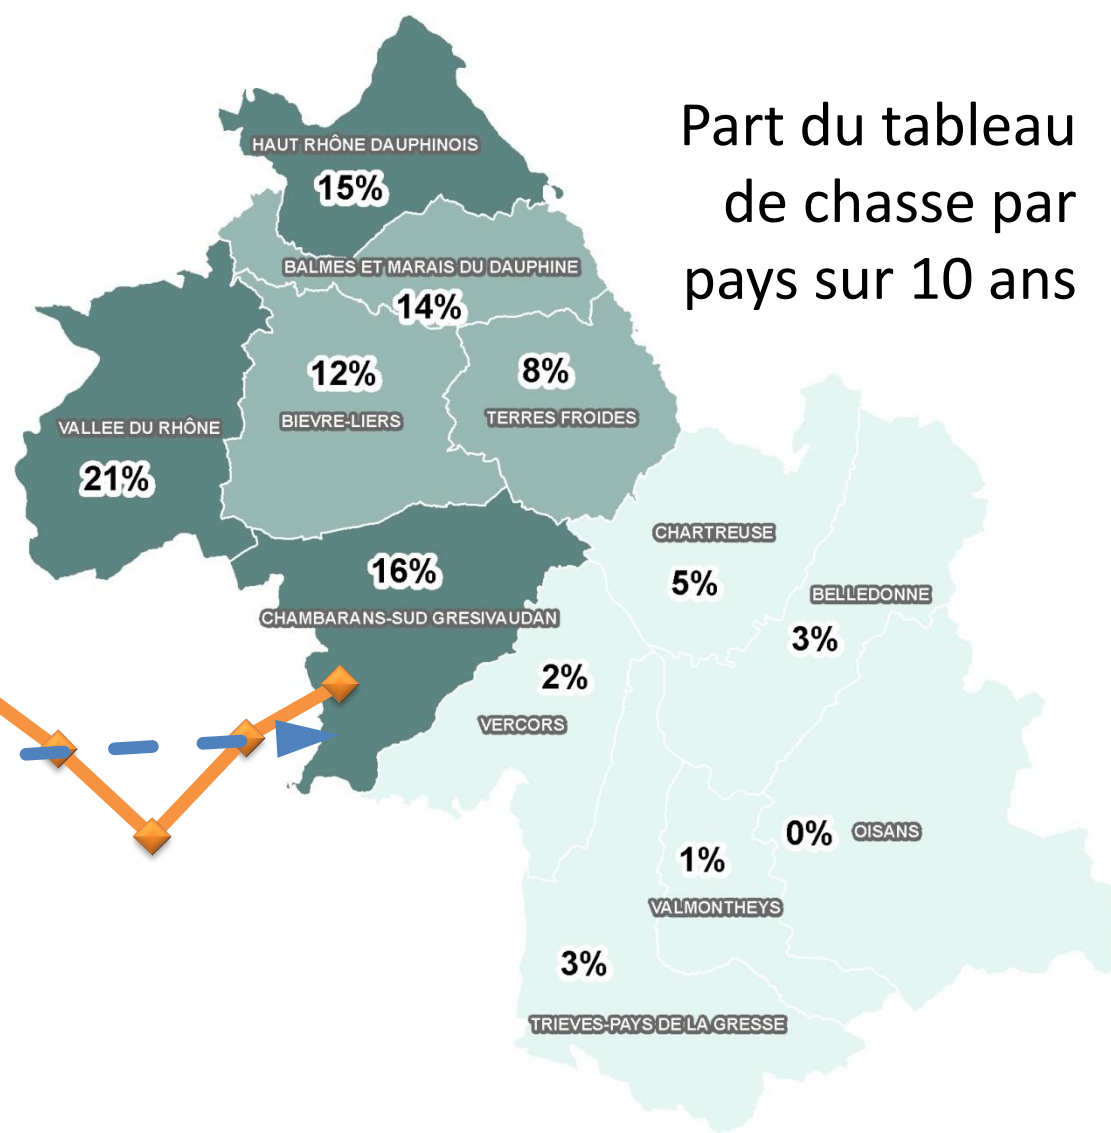 Part du tableau
de chasse par
pays sur 10 ans
HAUT RHÔNE DAUPHINOIS
15%
BALMES ET MARAIS DU DAUPHINE
14%
12%
BIEVRE-LIERS
8%
TERRES FROIDES
VALLEE DU RHÔNE
21%
16%
CHAMBARANS-SUD GRESIVAUDAN
CHARTREUSE
5%
BELLEDONNE
3%
2%
VERCORS
0% OISANS
1%
VALMONTHEYS
3%
TRIEVES-PAYS DE LA GRESSE